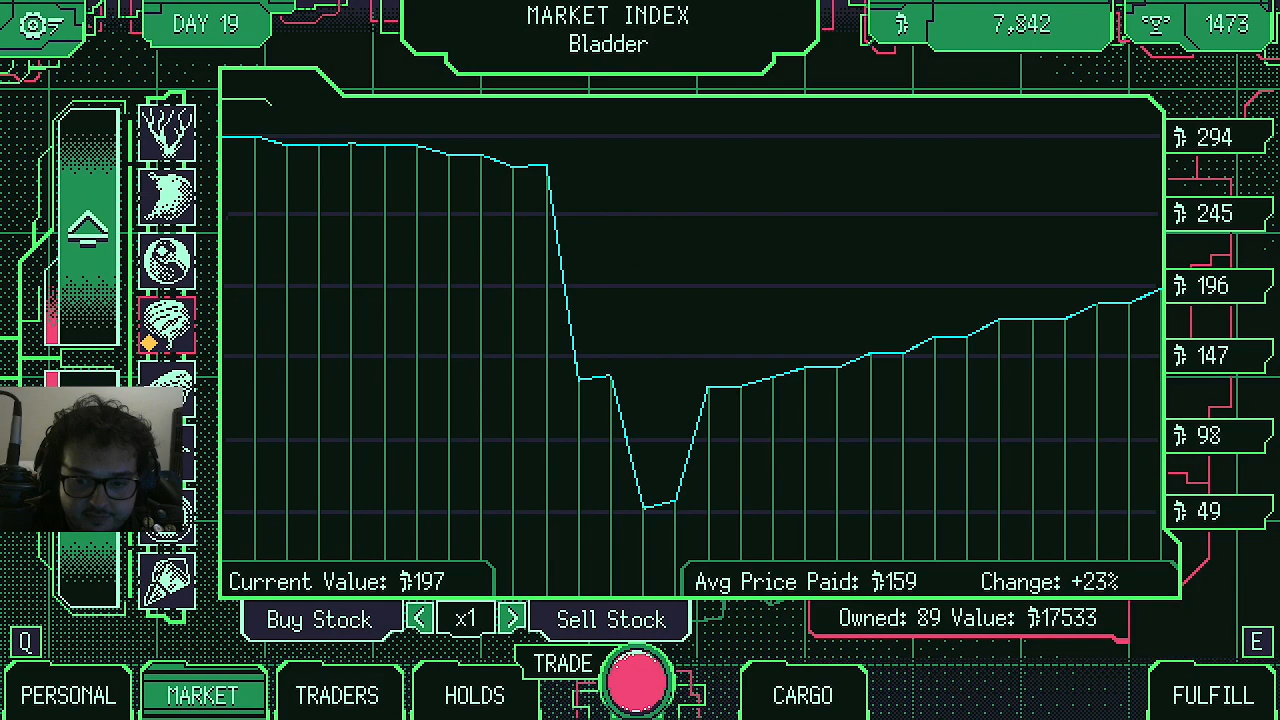 DAY 19
MARKET INDEX
Bladder
7,842
1473
294
245
196
147
98
49
Current Value: 197
Avg Price Paid: 159
Change: +23%
Buy Stock
x1
Sell Stock
Owned: 89 Value: 17533
Q
TRADE
E
PERSONAL
MARKET
TRADERS
HOLDS
CARGO
FULFILL